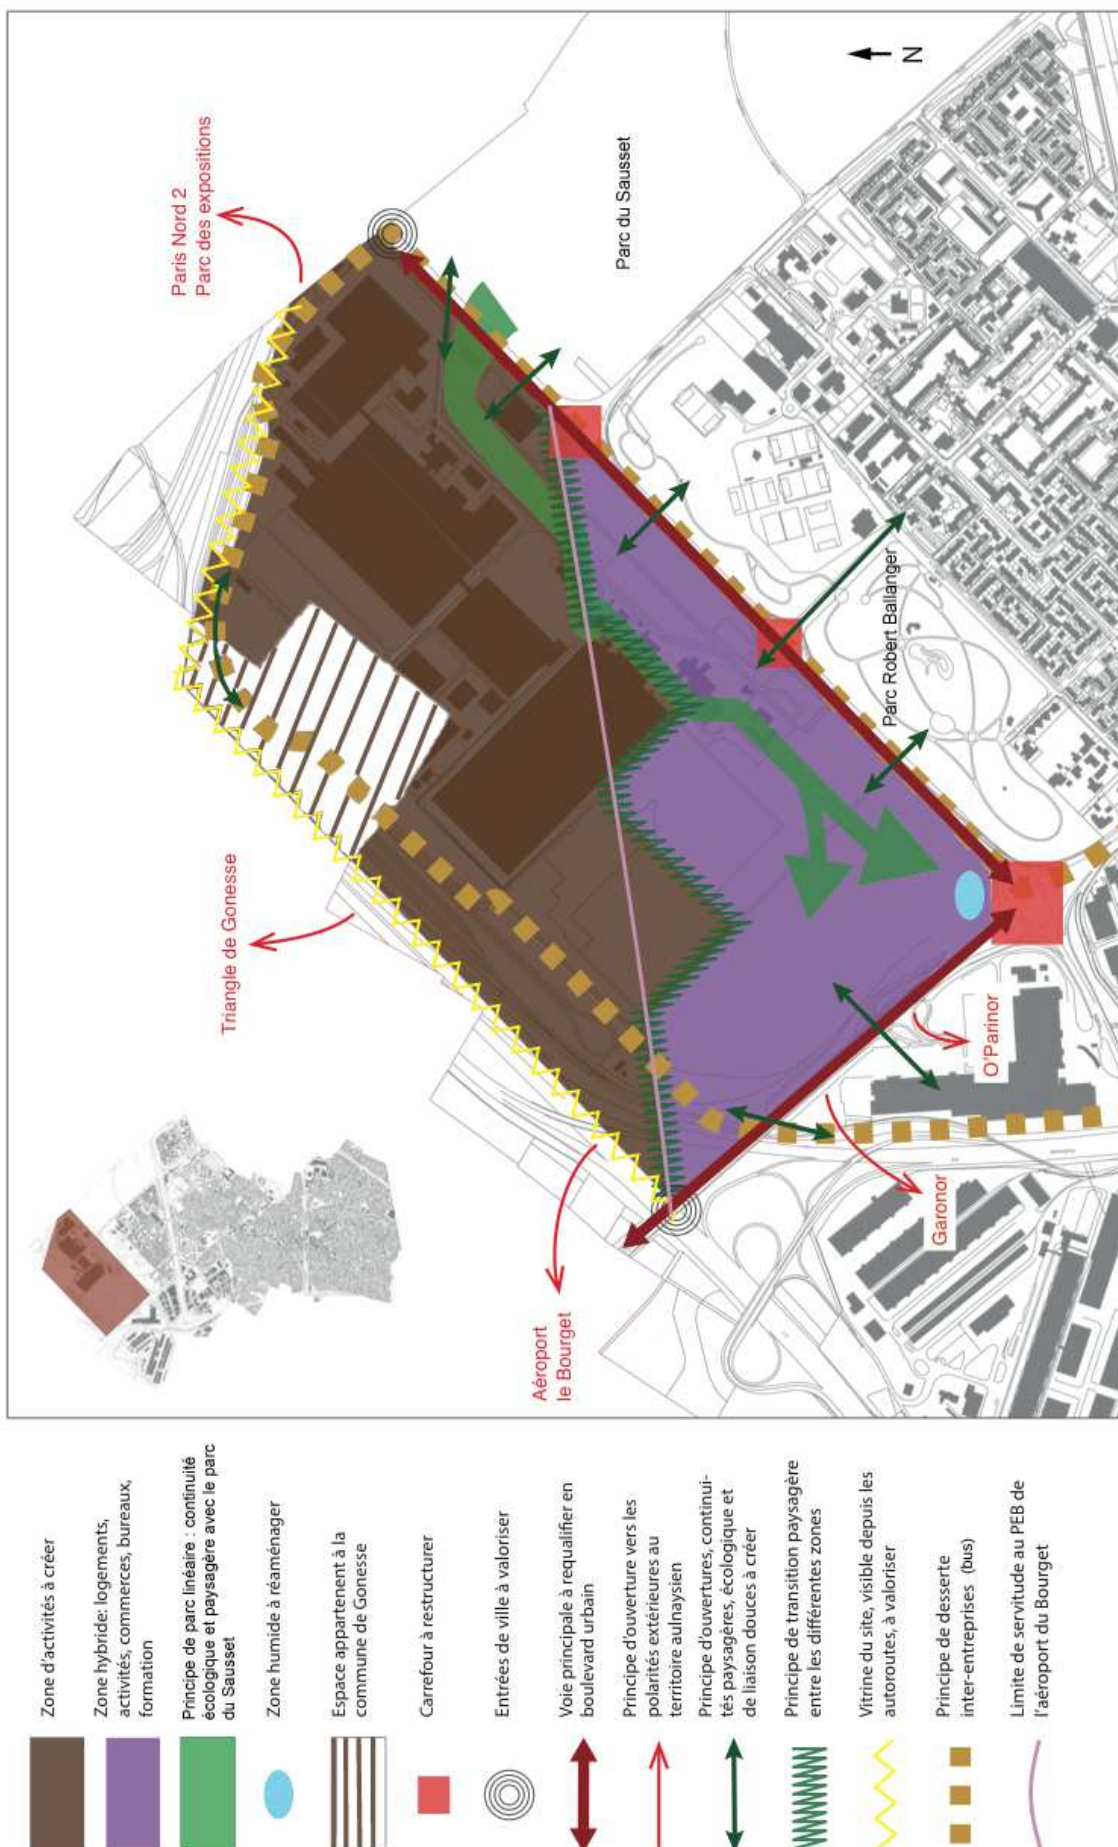 Paris Nord 2
Parc des expositions
N
Parc du Sausset
Triangle de Gonesse
Parc Robert Ballanger
Aéroport
le Bourget
O'Parinor
Garonor
Zone d'activités à créer
Zone hybride: logements,
activités, commerces, bureaux,
formation
Principe de parc linéaire : continuité
écologique et paysagère avec le parc
du Sausset
Zone humide à réaménager
Espace appartenent à la
commune de Gonesse
Carrefour à restructurer
Entrées de ville à valoriser
Voie principale à requalifier en
boulevard urbain
Principe d'ouverture vers les
polarités extérieures au
territoire aulnaysien
Principe d'ouvertures, continui-
tés paysagères, écologique et
de liaison douces à créer
Principe de transition paysagère
entre les différentes zones
Vitrine du site, visible depuis les
autoroutes, à valoriser
Principe de desserte
inter-entreprises (bus)
Limite de servitude au PEB de
l'aéroport du Bourget